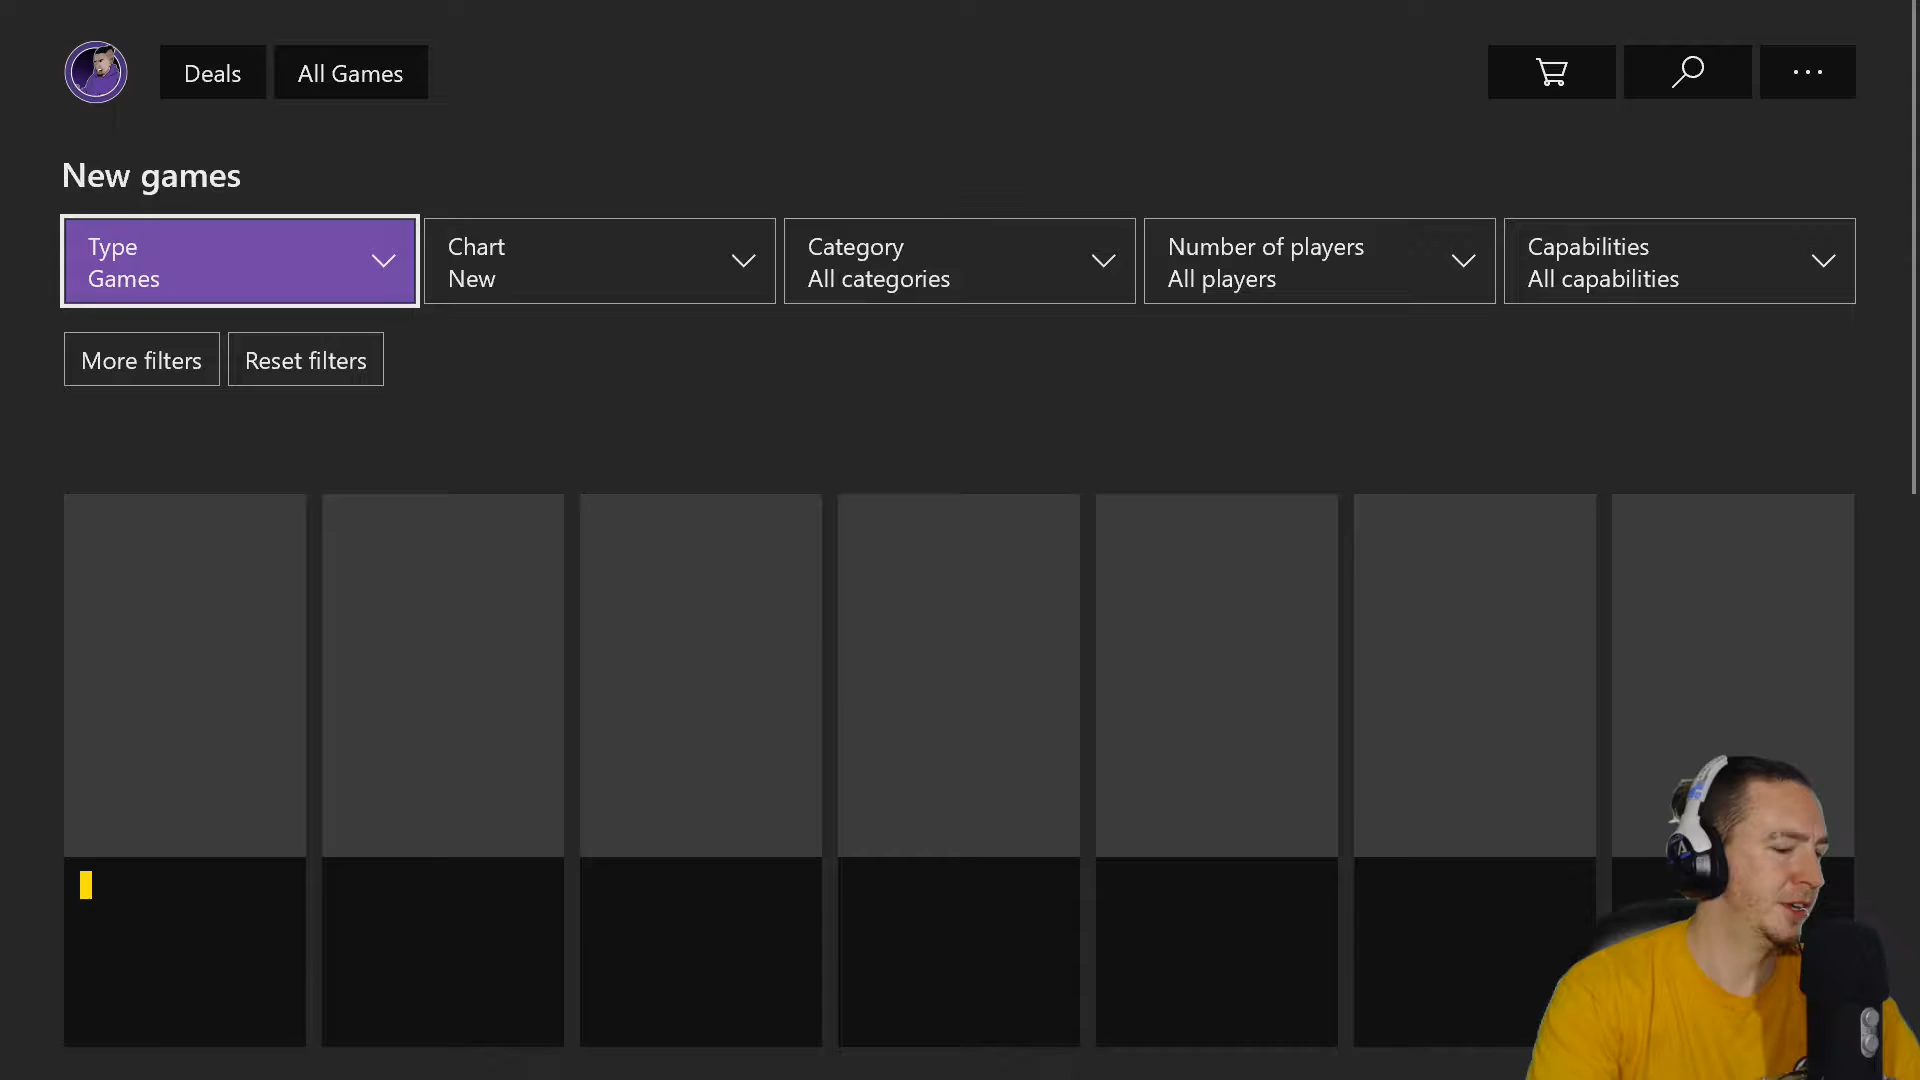 Deals
All Games
New games
Type
Games
Chart
New
Category
All categories
Number of players
All players
Capabilities
All capabilities
More filters
Reset filters